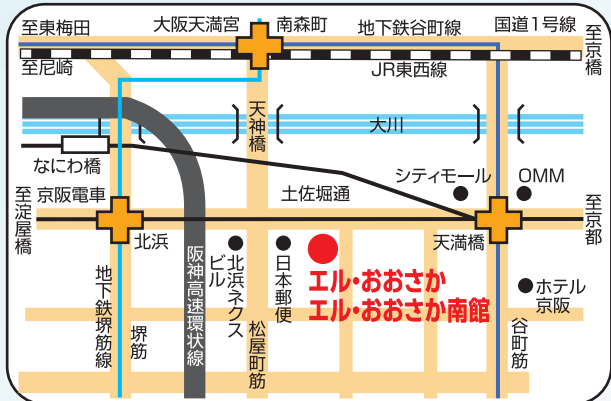 至東梅田
大阪天満宮
南森町
地下鉄谷町線
国道1号線
至京橋
至尼崎
JR東西線
天神橋
大川
なにわ橋
シティモール
OMM
京阪電車
土佐堀通
至淀屋橋
至京都
北浜
天満橋
阪神高速環状線
北浜ネクス
ビル
日本郵便
エル・おおさか
エル・おおさか南館
ホテル
京阪
地下鉄堺筋線
堺筋
松屋町筋
谷町筋